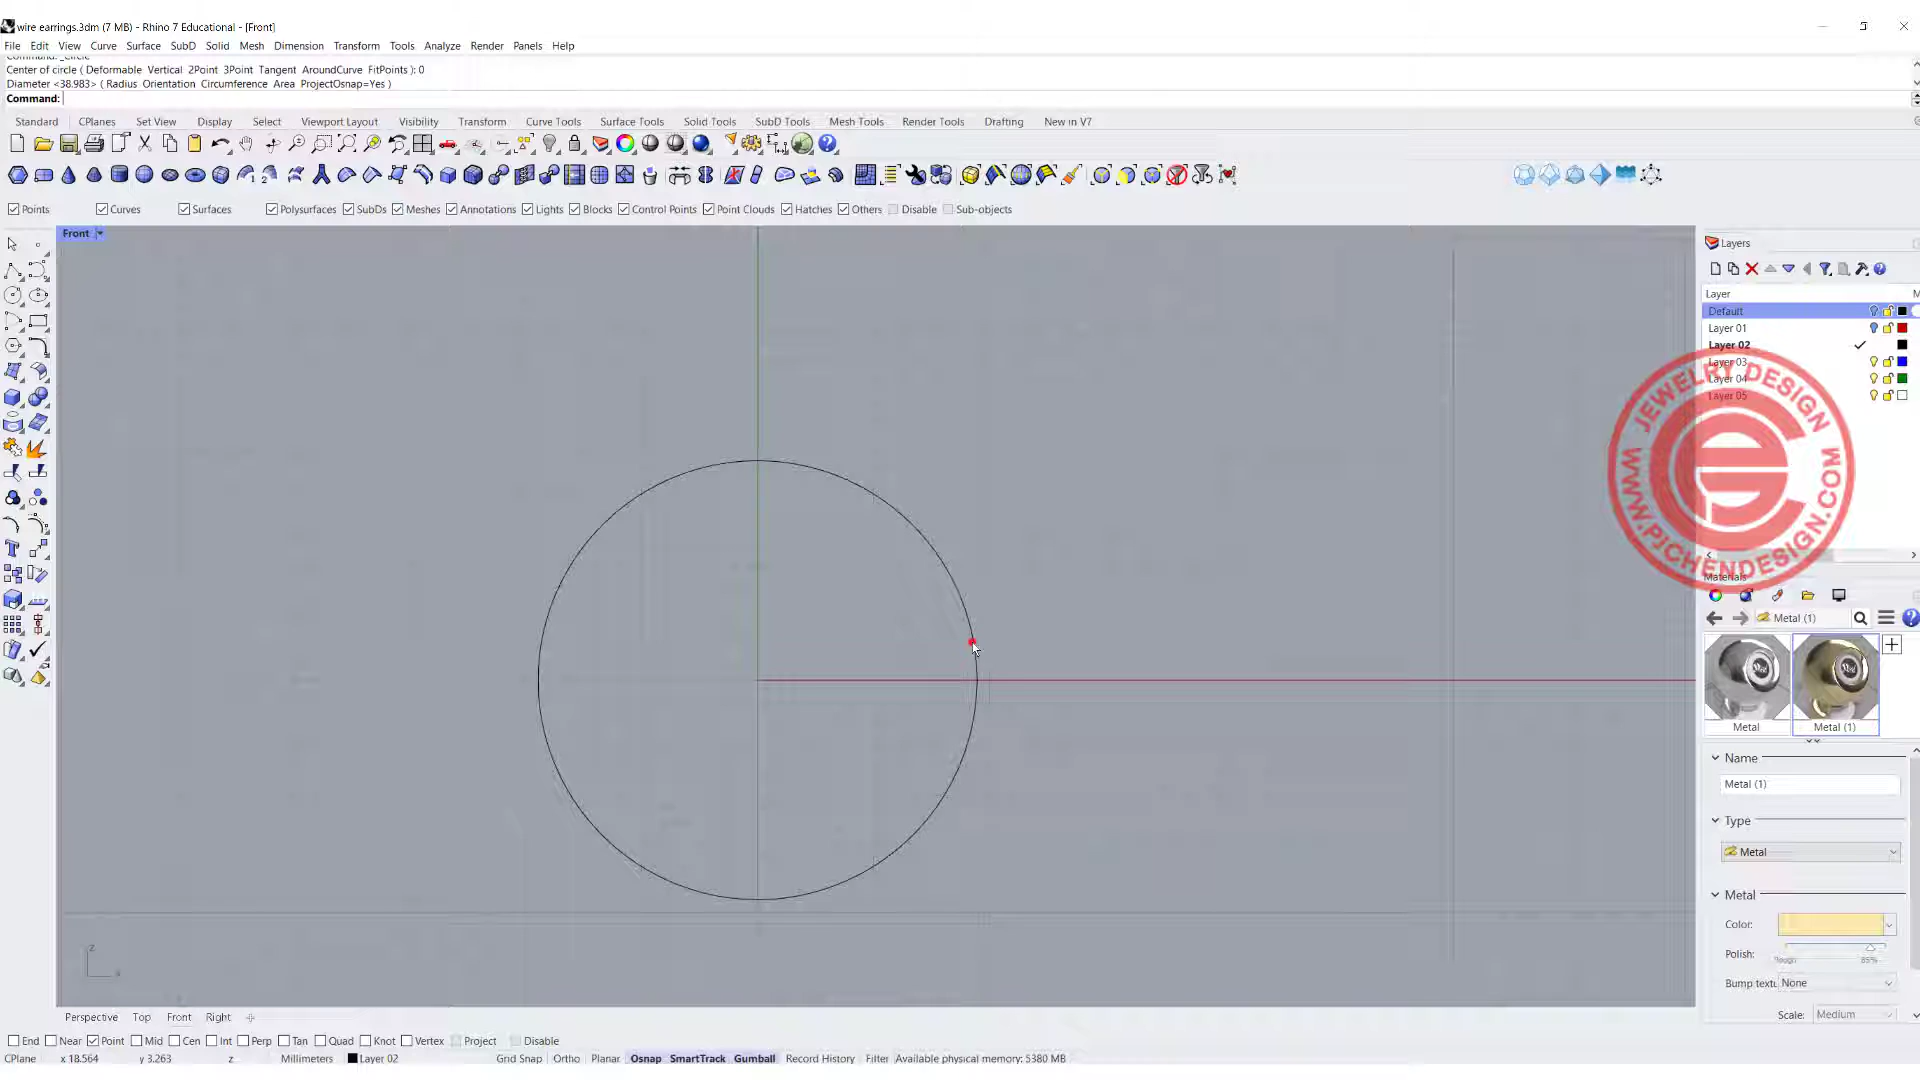 wire earrings.3dm (7 MB) - Rhino 7 Educational - [Front]
File Edit View Curve Surface SubD Solid Mesh Dimension Transform Tools Analyze Render Panels Help
Center of circle ( Deformable Vertical 2Point 3Point Tangent AroundCurve FitPoints ): 0
Diameter <38.983> ( Radius Orientation Circumference Area ProjectOsnap=Yes )
Command:
Standard CPlanes Set View Display Select Viewport Layout Visibility Transform Curve Tools Surface Tools Solid Tools SubD Tools Mesh Tools Render Tools Drafting New in V7
Points Curves Surfaces Polysurfaces SubDs Meshes Annotations Lights Blocks Control Points Point Clouds Hatches Others Disable Sub-objects
Front
Layers
Layer M
Default
Layer 01
Layer 02
Layer 03
Layer 04
Layer 05
JEWELRY DESIGN
WWW.PICHENDESIGN.COM
Materials
Metal (1)
Metal Metal (1)
Name
Metal (1)
Type
Metal
Metal
Color:
Polish:
Rough 85%
Bump textu None
Scale: Medium
z
x
Perspective Top Front Right
End Near Point Mid Cen Int Perp Tan Quad Knot Vertex Project Disable
CPlane x 18.564 y 3.263 z Millimeters Layer 02 Grid Snap Ortho Planar Osnap SmartTrack Gumball Record History Filter Available physical memory: 5380 MB